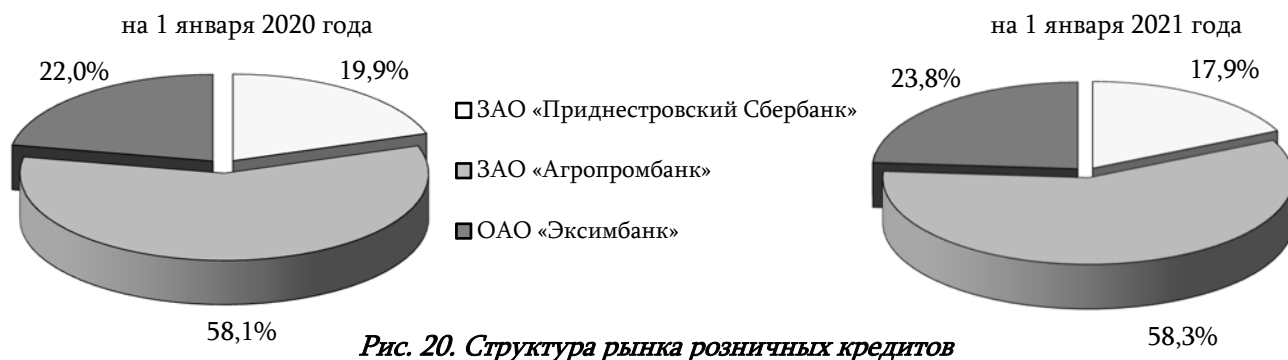 на 1 января 2020 года
22,0%
19,9%
58,1%
ЗАО «Приднестровский Сбербанк»
ЗАО «Агропромбанк»
ОАО «Эксимбанк»
на 1 января 2021 года
23,8%
17,9%
58,3%
Рис. 20. Структура рынка розничных кредитов